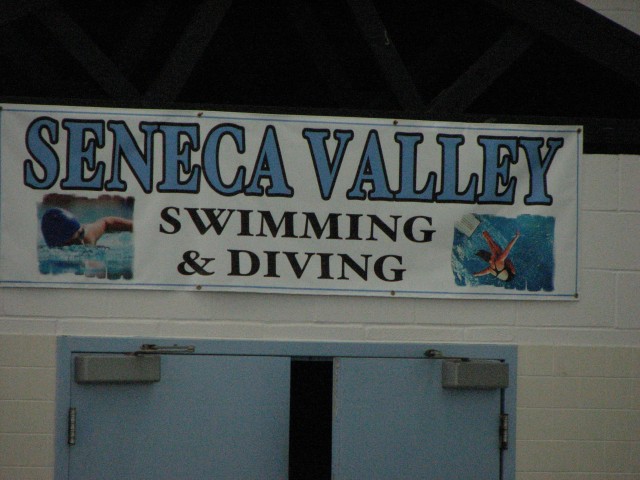 SENECA VALLEY
SWIMMING
& DIVING